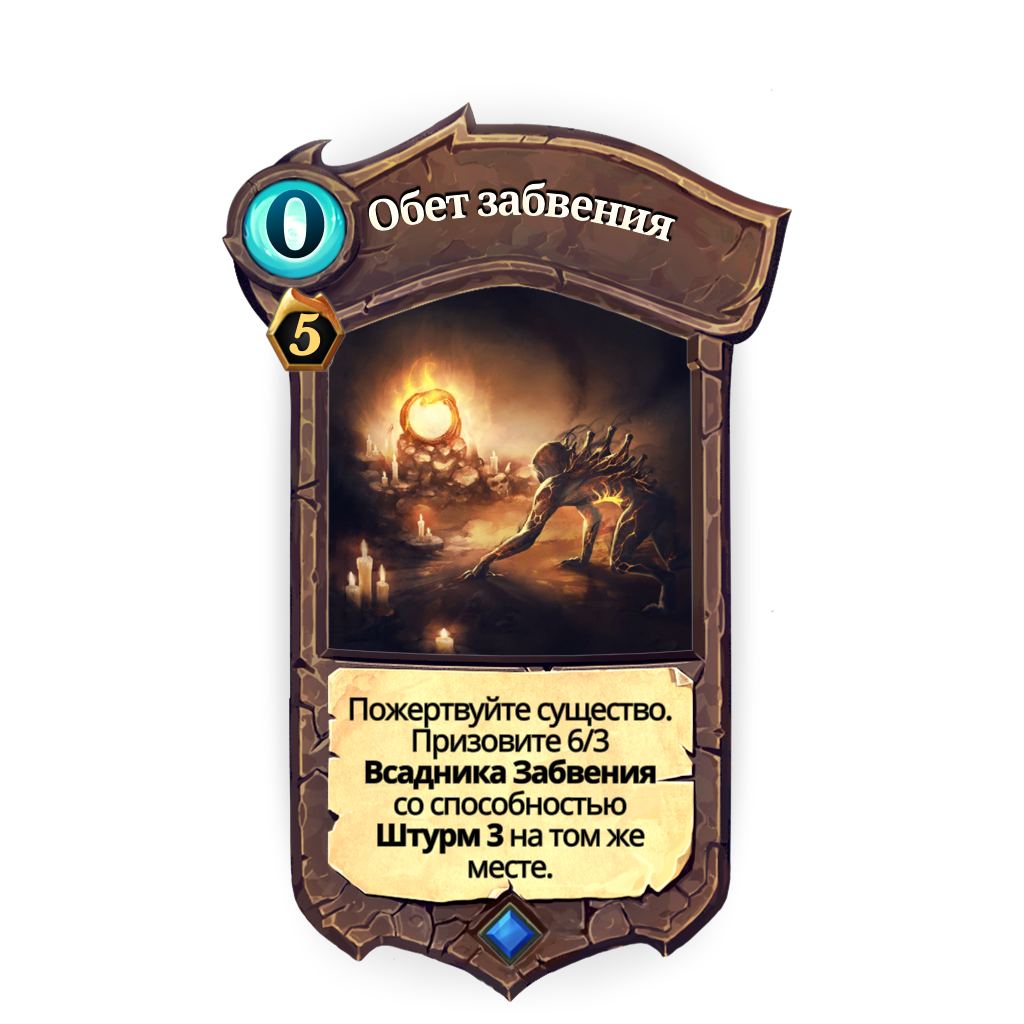 0
Обет забвения
5
Пожертвуйте существо.
Призовите 6/3
Всадника Забвения
со способностью
Штурм 3 на том же
месте.